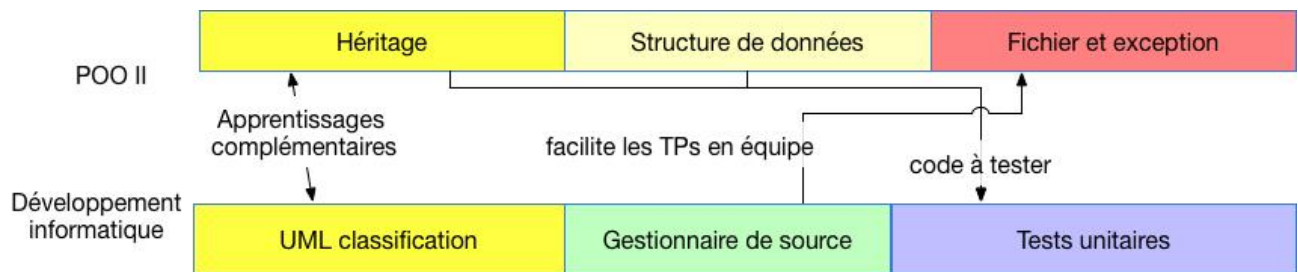 Héritage
Structure de données
Fichier et exception
POO II
Apprentissages
complémentaires
facilite les TPs en équipe
code à tester
Développement
informatique
UML classification
Gestionnaire de source
Tests unitaires